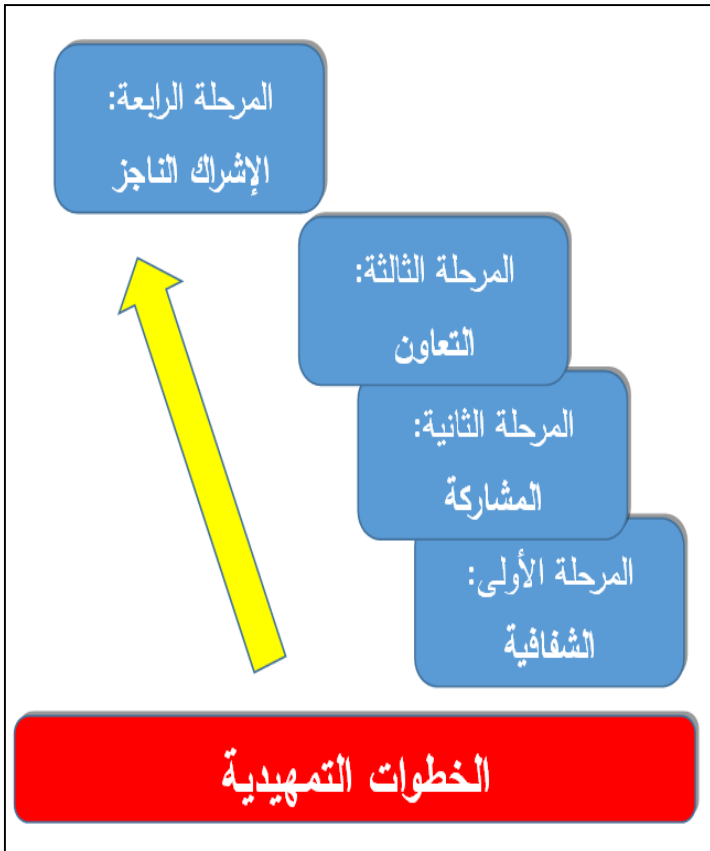 المرحلة الرابعة:
الإشراك الناجز
المرحلة الثالثة:
التعاون
المرحلة الثانية:
المشاركة
المرحلة الأولى:
الشفافية
الخطوات التمهيدية